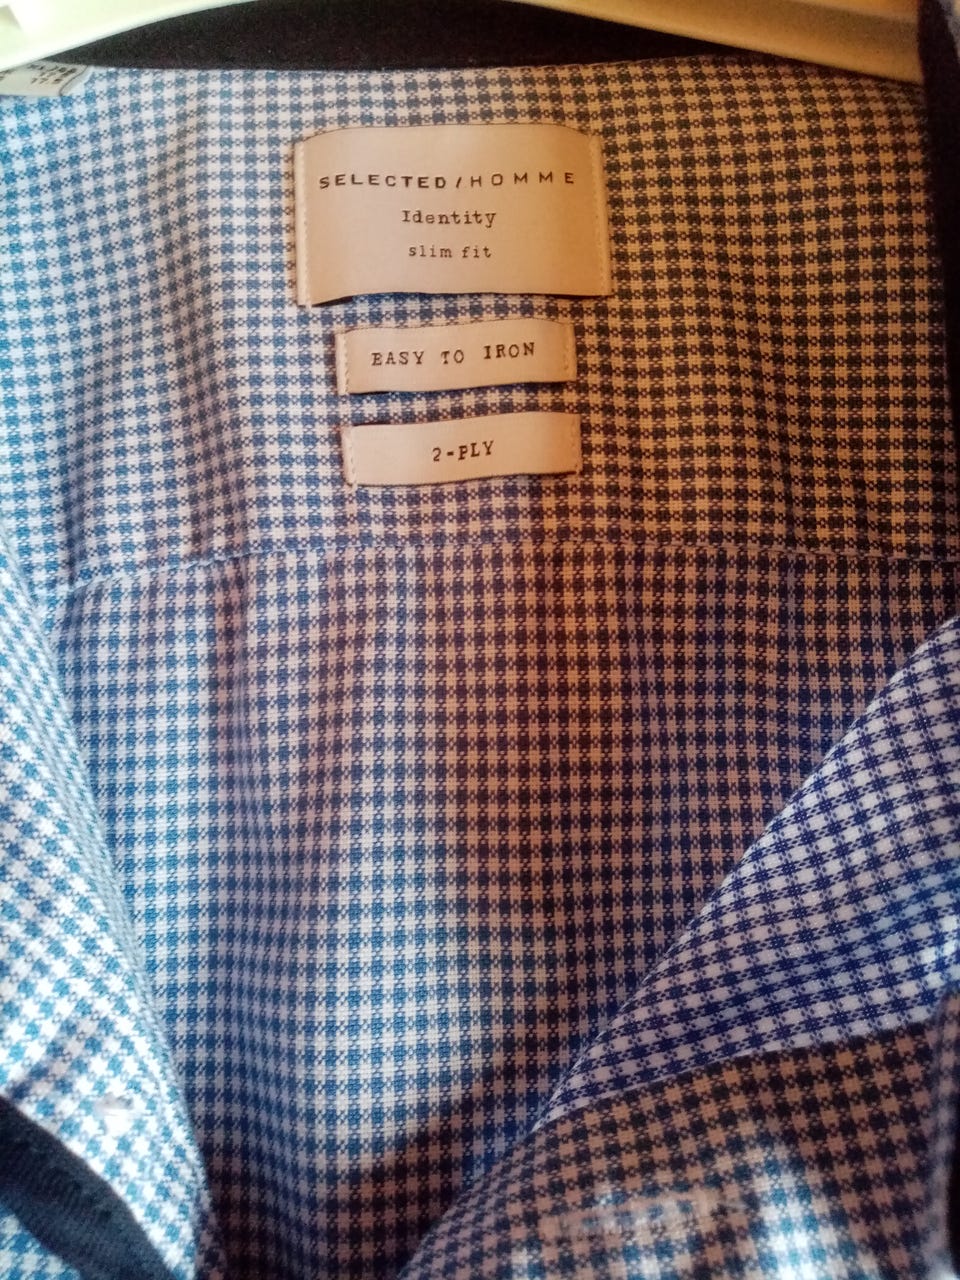 SELECTED/HOMME
Identity
slim fit
EASY TO IRON
2-PLY